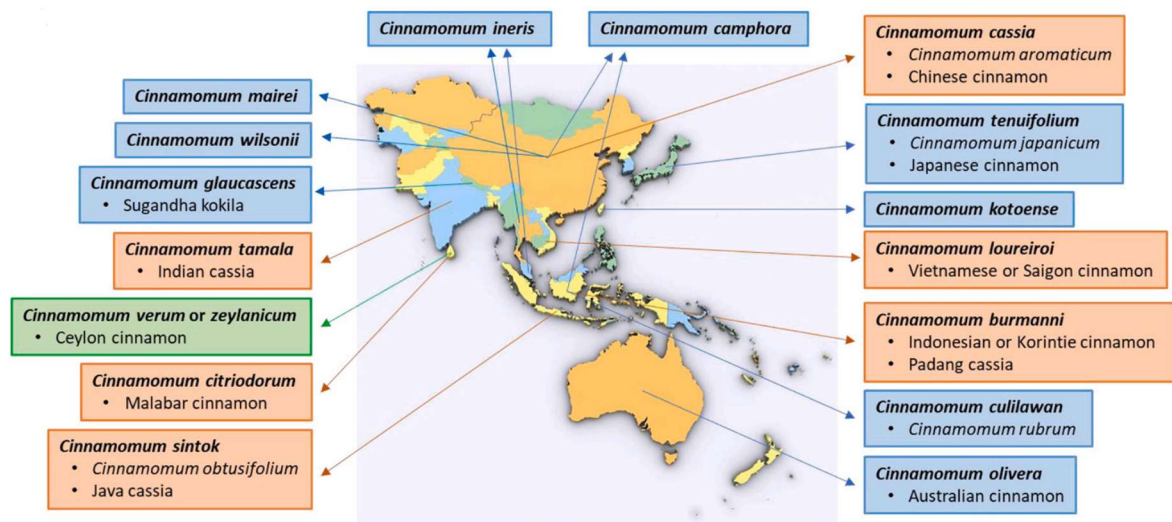 Cinnamomum ineris
Cinnamomum camphora
Cinnamomum mairei
Cinnamomum wilsonii
Cinnamomum glaucascens
• Sugandha kokila
Cinnamomum tamala
• Indian cassia
Cinnamomum verum or zeylanicum
• Ceylon cinnamon
Cinnamomum citriodorum
• Malabar cinnamon
Cinnamomum sintok
• Cinnamomum obtusifolium
• Java cassia
Cinnamomum cassia
• Cinnamomum aromaticum
• Chinese cinnamon
Cinnamomum tenuifolium
• Cinnamomum japanicum
• Japanese cinnamon
Cinnamomum kotoense
Cinnamomum loureiroi
• Vietnamese or Saigon cinnamon
Cinnamomum burmanni
• Indonesian or Korintie cinnamon
• Padang cassia
Cinnamomum culilawan
• Cinnamomum rubrum
Cinnamomum olivera
• Australian cinnamon